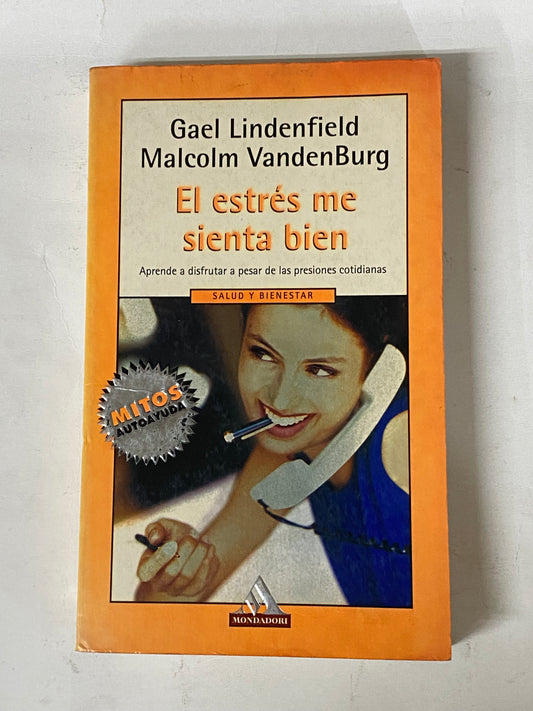 Gael Lindenfield
Malcolm VandenBurg
El estrés me
sienta bien
Aprende a disfrutar a pesar de las presiones cotidianas
SALUD Y BIENESTAR
MITOS
AUTOAYUDA
MONDADORI